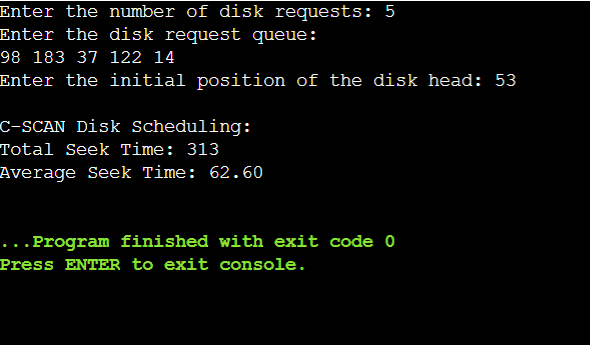 Enter the number of disk requests: 5
Enter the disk request queue:
98 183 37 122 14
Enter the initial position of the disk head: 53
C-SCAN Disk Scheduling:
Total Seek Time: 313
Average Seek Time: 62.60
...Program finished with exit code 0
Press ENTER to exit console.